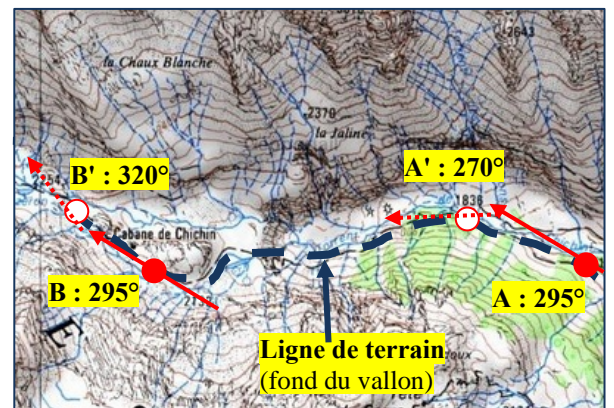 2643
la Chaux Blanche
2370
la Jaline
A' : 270°
B' : 320°
1836
Cabane de Chichin
B : 295°
A : 295°
Ligne de terrain
(fond du vallon)